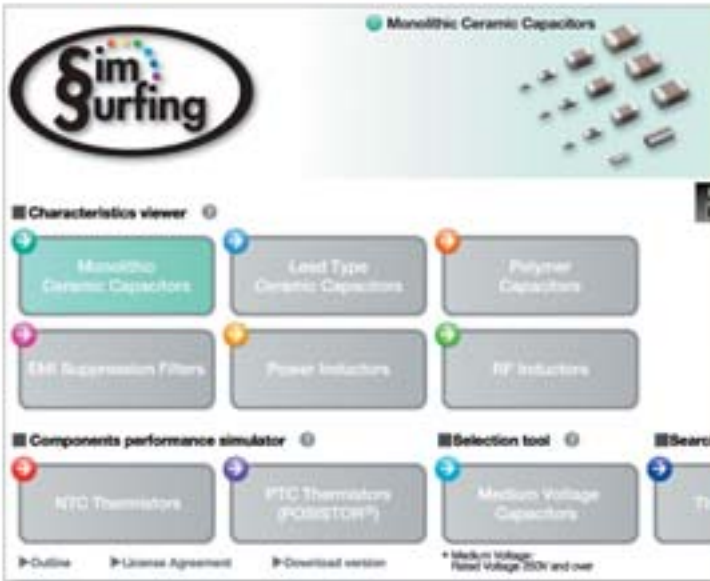 Sim
Surfing
Monolithic Ceramic Capacitors
Characteristics viewer
Monolithic
Ceramic Capacitors
Lead Type
Ceramic Capacitors
Polymer
Capacitors
EMI Suppression Filters
Power Inductors
RF Inductors
Components performance simulator
Selection tool
NTC Thermistors
PTC Thermistors
(POSISTOR®)
Medium Voltage
Capacitors
Outline
License Agreement
Download version
* Medium Voltage:
Rated Voltage 250V and over